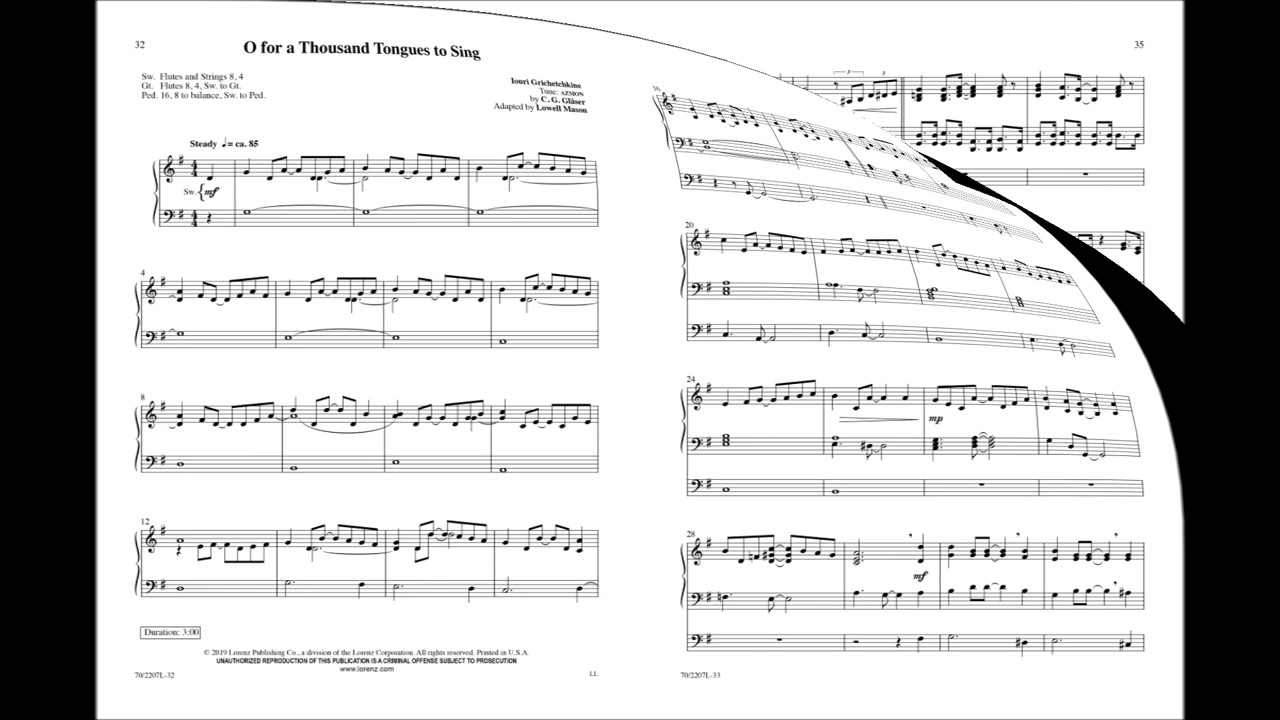 32
O for a Thousand Tongues to Sing
35
Sw. Flutes and Strings 8, 4
Gt. Flutes 8, 4, Sw. to Gt.
Ped. 16, 8 to balance, Sw. to Ped.
Iouri Grichetchkine
Tune: AZMON
by C. G. Gläser
Adapted by Lowell Mason
Steady ♩= ca. 85
Sw. mf
4
8
12
Duration: 3:00
© 2019 Lorenz Publishing Co., a division of the Lorenz Corporation. All rights reserved. Printed in U.S.A.
UNAUTHORIZED REPRODUCTION OF THIS PUBLICATION IS A CRIMINAL OFFENSE SUBJECT TO PROSECUTION
www.lorenz.com
70/2207L-32
LL
16
3
3
20
24
mp
28
mf
70/2207L-33